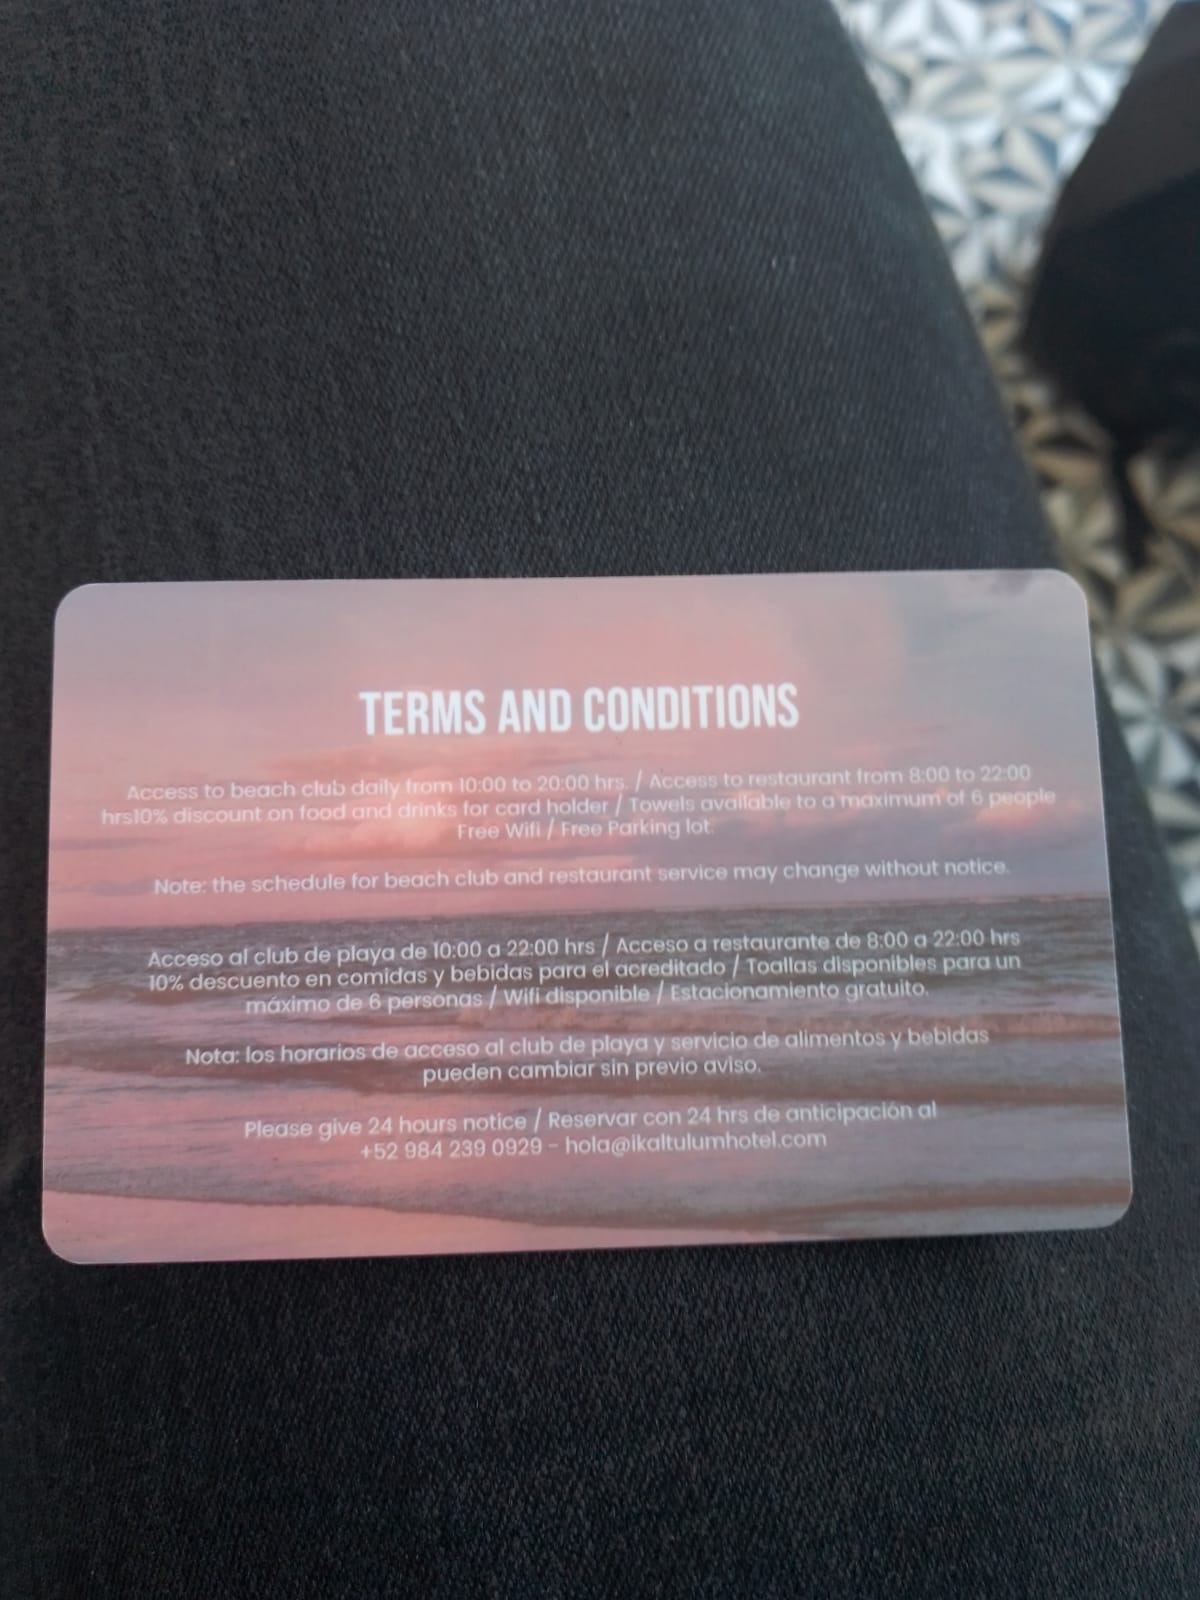 TERMS AND CONDITIONS
Access to beach club daily from 10:00 to 20:00 hrs. / Access to restaurant from 8:00 to 22:00
hrs10% discount on food and drinks for card holder / Towels available to a maximum of 6 people
Free Wifi / Free Parking lot.
Note: the schedule for beach club and restaurant service may change without notice.
Acceso al club de playa de 10:00 a 22:00 hrs / Acceso a restaurante de 8:00 a 22:00 hrs
10% descuento en comidas y bebidas para el acreditado / Toallas disponibles para un
máximo de 6 personas / Wifi disponible / Estacionamiento gratuito.
Nota: los horarios de acceso al club de playa y servicio de alimentos y bebidas
pueden cambiar sin previo aviso.
Please give 24 hours notice / Reservar con 24 hrs de anticipación al
+52 984 239 0929 - hola@ikaltulumhotel.com